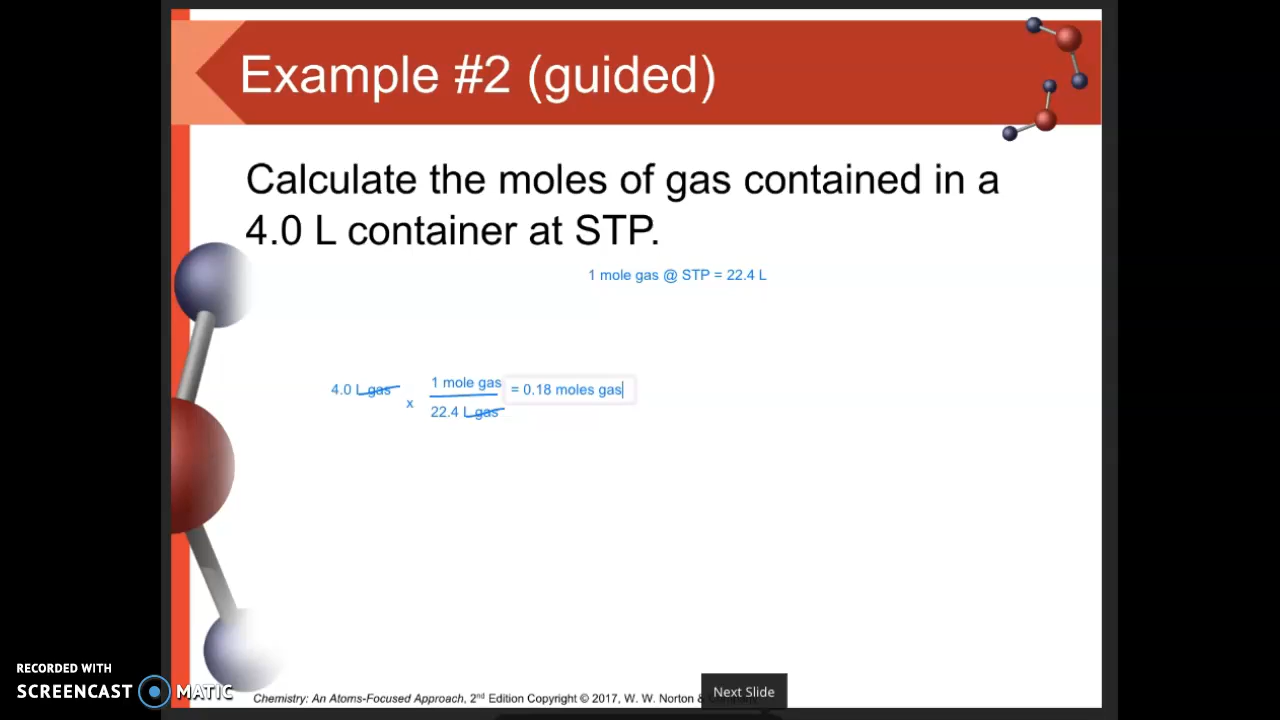 Example #2 (guided)
Calculate the moles of gas contained in a
4.0 L container at STP.
1 mole gas @ STP = 22.4 L
4.0 L gas
x
1 mole gas
22.4 L gas
= 0.18 moles gas
RECORDED WITH
SCREENCAST MATIC
Chemistry: An Atoms-Focused Approach, 2nd Edition Copyright © 2017, W. W. Norton &
Next Slide